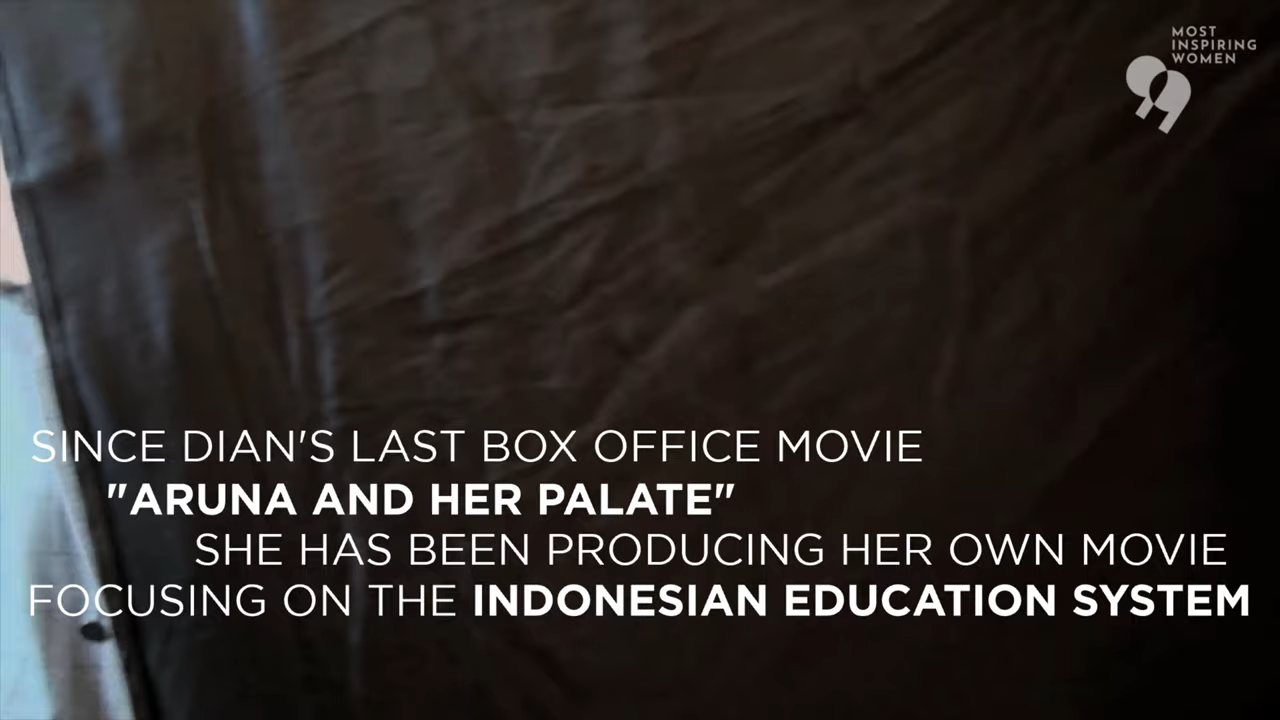 MOST
INSPIRING
WOMEN
99
SINCE DIAN'S LAST BOX OFFICE MOVIE
"ARUNA AND HER PALATE"
SHE HAS BEEN PRODUCING HER OWN MOVIE
FOCUSING ON THE INDONESIAN EDUCATION SYSTEM